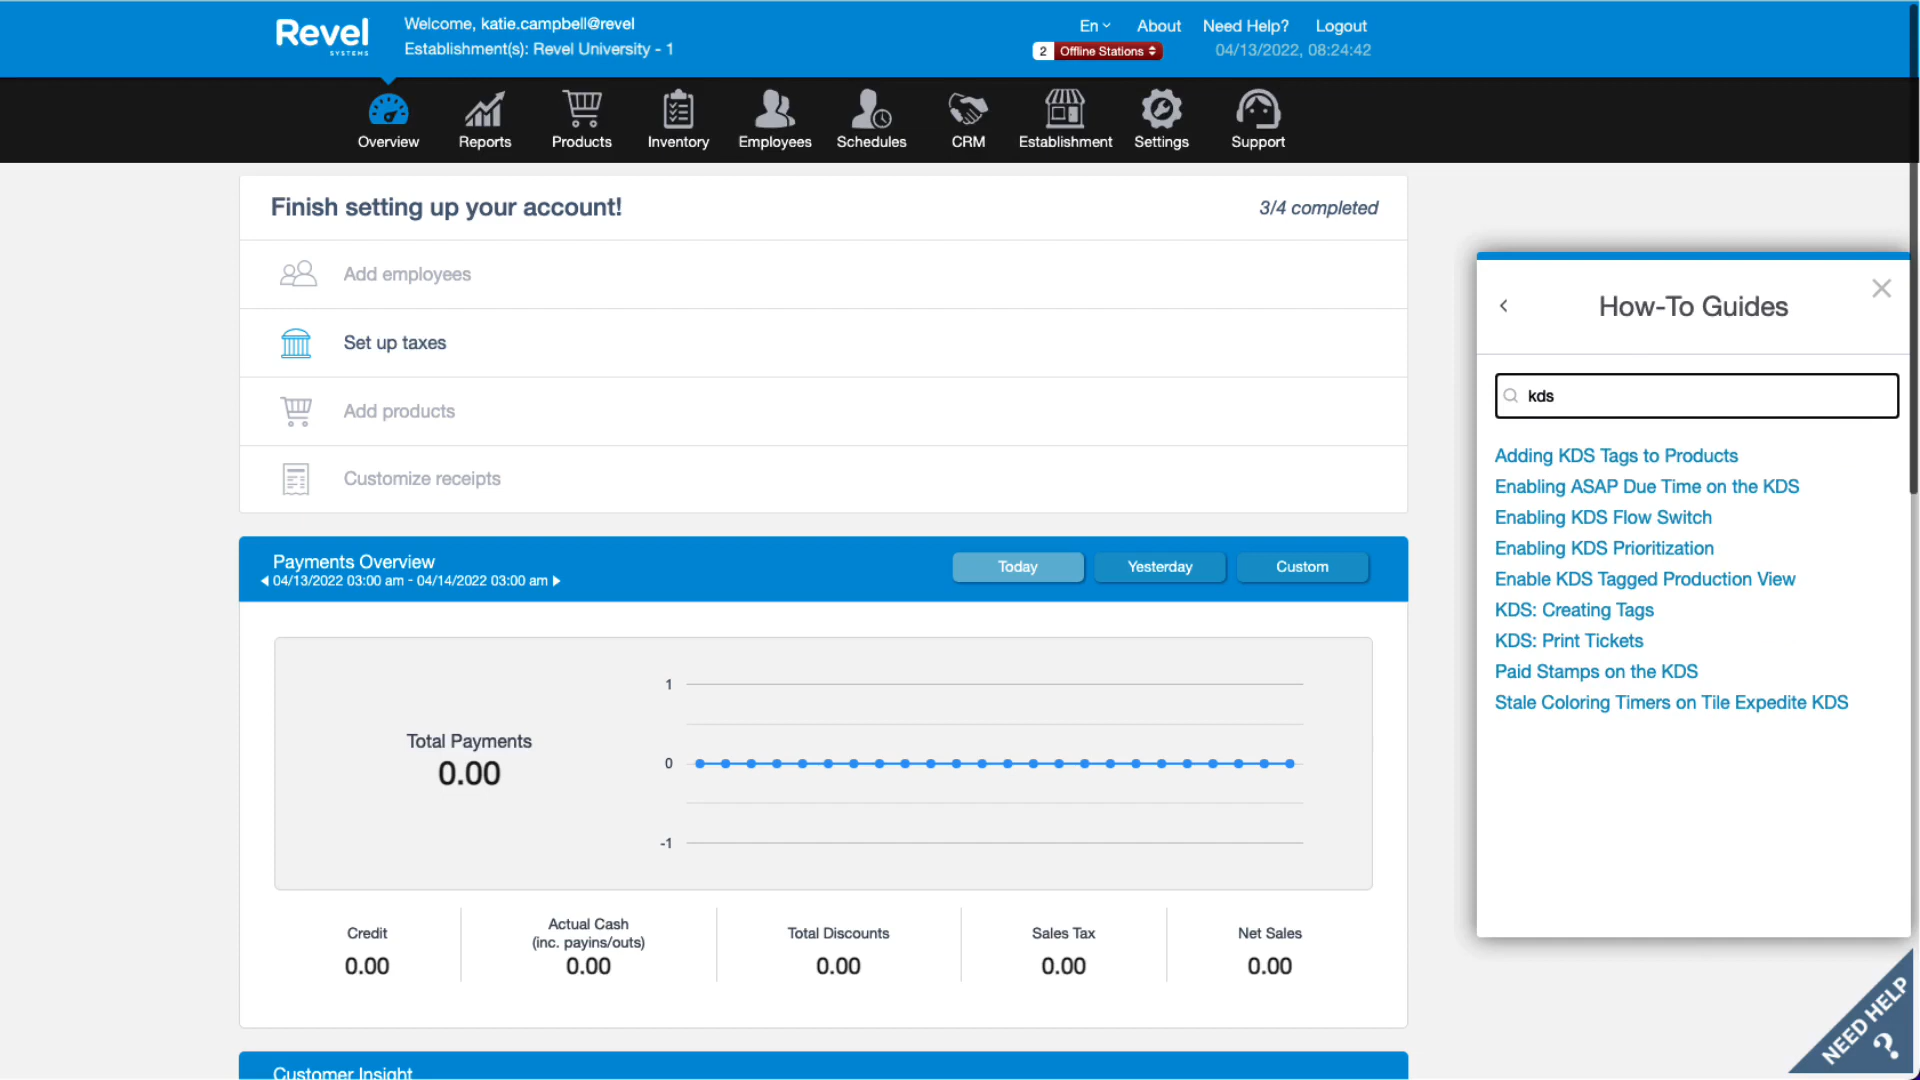 Revel
SYSTEMS
Welcome, katie.campbell@revel
Establishment(s): Revel University - 1
En
About
Need Help?
Logout
2 Offline Stations
04/13/2022, 08:24:42
Overview
Reports
Products
Inventory
Employees
Schedules
CRM
Establishment
Settings
Support
Finish setting up your account!
3/4 completed
Add employees
Set up taxes
Add products
Customize receipts
Payments Overview
04/13/2022 03:00 am - 04/14/2022 03:00 am
Today
Yesterday
Custom
Total Payments
0.00
1
0
-1
Credit
0.00
Actual Cash
(inc. payins/outs)
0.00
Total Discounts
0.00
Sales Tax
0.00
Net Sales
0.00
Customer Insight
How-To Guides
kds
Adding KDS Tags to Products
Enabling ASAP Due Time on the KDS
Enabling KDS Flow Switch
Enabling KDS Prioritization
Enable KDS Tagged Production View
KDS: Creating Tags
KDS: Print Tickets
Paid Stamps on the KDS
Stale Coloring Timers on Tile Expedite KDS
NEED HELP
?